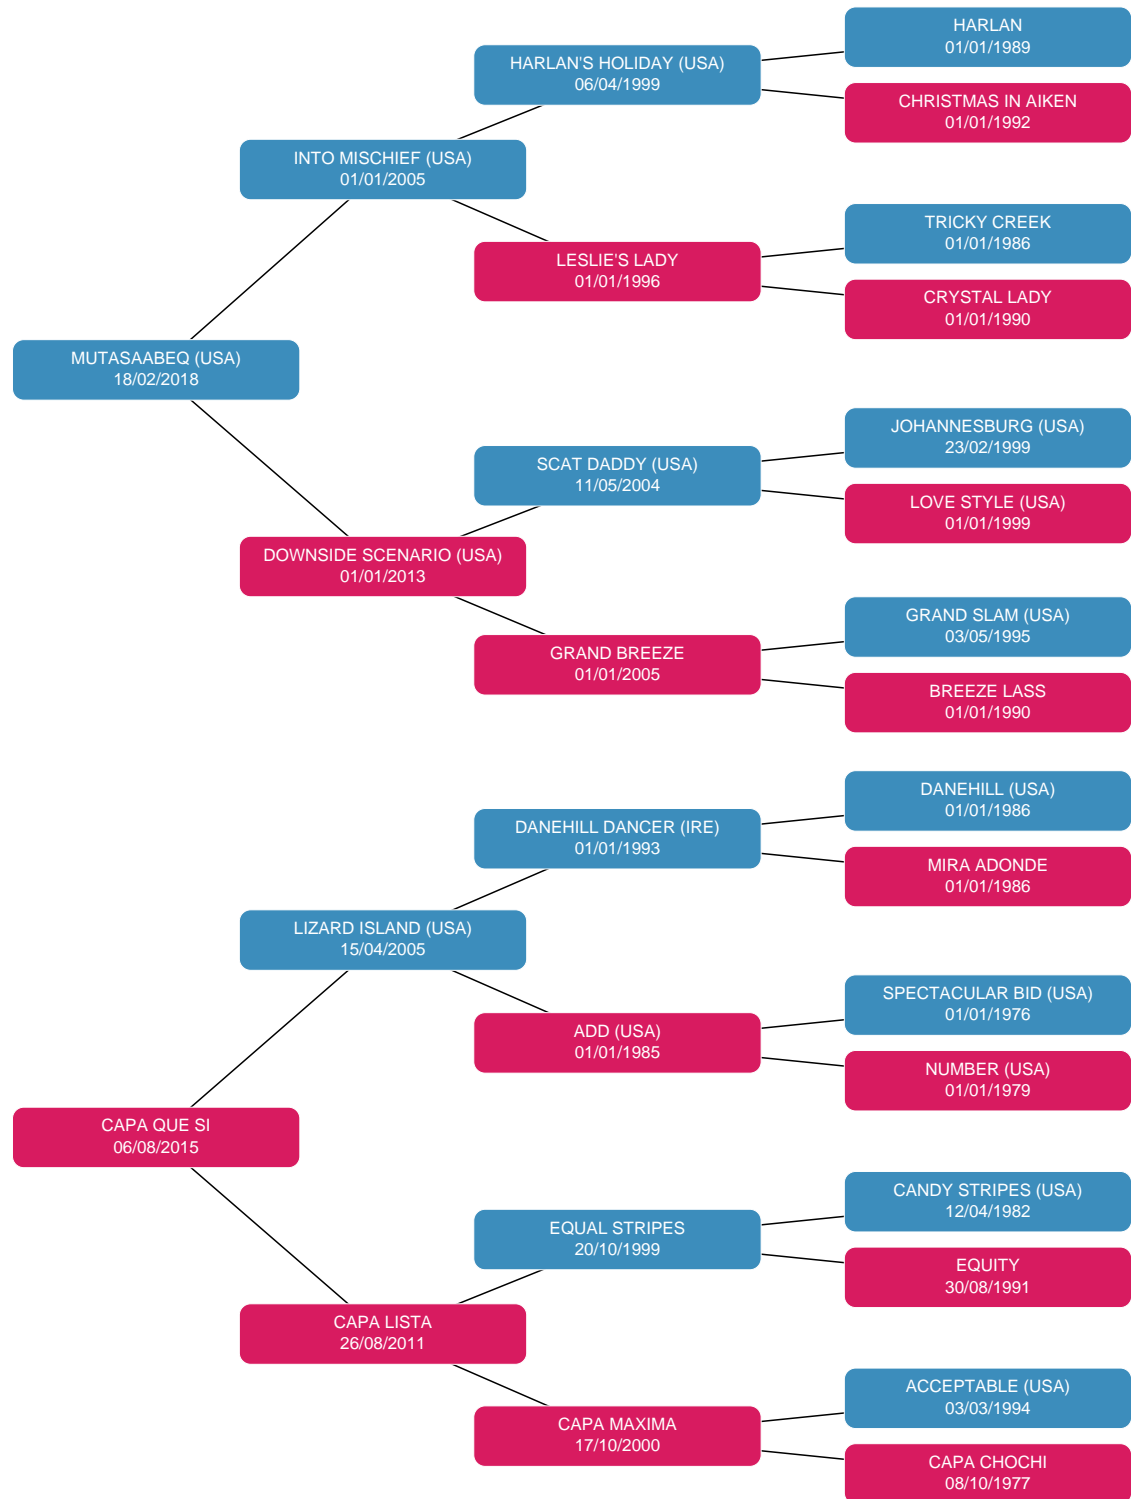 HARLAN
01/01/1989
HARLAN'S HOLIDAY (USA)
06/04/1999
CHRISTMAS IN AIKEN
01/01/1992
INTO MISCHIEF (USA)
01/01/2005
TRICKY CREEK
01/01/1986
LESLIE'S LADY
01/01/1996
CRYSTAL LADY
01/01/1990
MUTASAABEQ (USA)
18/02/2018
JOHANNESBURG (USA)
23/02/1999
SCAT DADDY (USA)
11/05/2004
LOVE STYLE (USA)
01/01/1999
DOWNSIDE SCENARIO (USA)
01/01/2013
GRAND SLAM (USA)
03/05/1995
GRAND BREEZE
01/01/2005
BREEZE LASS
01/01/1990
DANEHILL (USA)
01/01/1986
DANEHILL DANCER (IRE)
01/01/1993
MIRA ADONDE
01/01/1986
LIZARD ISLAND (USA)
15/04/2005
SPECTACULAR BID (USA)
01/01/1976
ADD (USA)
01/01/1985
NUMBER (USA)
01/01/1979
CAPA QUE SI
06/08/2015
CANDY STRIPES (USA)
12/04/1982
EQUAL STRIPES
20/10/1999
EQUITY
30/08/1991
CAPA LISTA
26/08/2011
ACCEPTABLE (USA)
03/03/1994
CAPA MAXIMA
17/10/2000
CAPA CHOCHI
08/10/1977